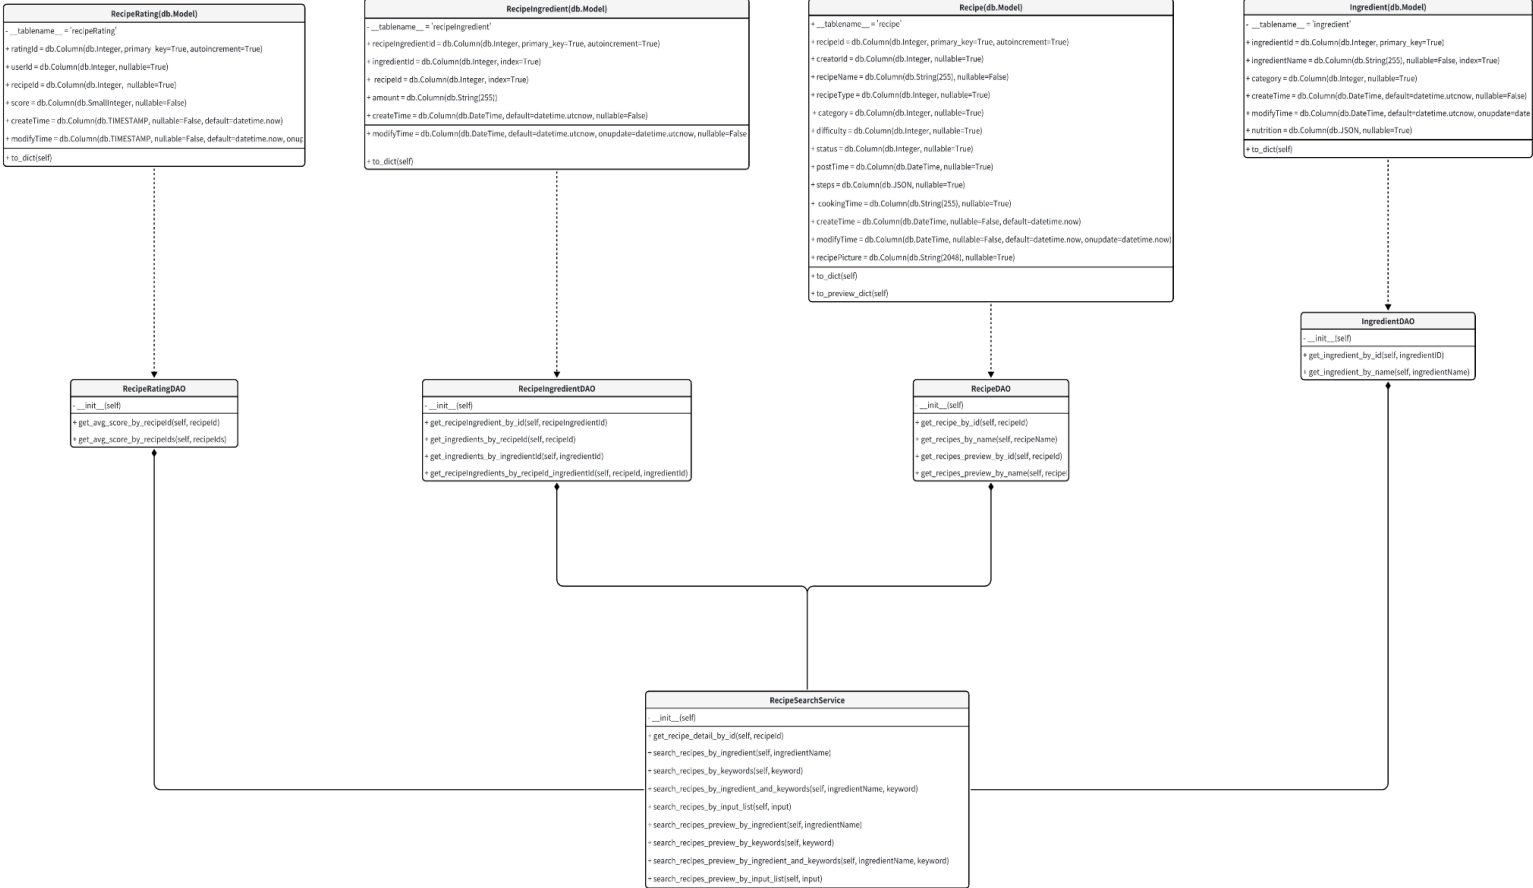 RecipeRating(db.Model)
- __tablename__ = 'recipeRating'
+ ratingId = db.Column(db.Integer, primary_key=True, autoincrement=True)
+ userId = db.Column(db.Integer, nullable=True)
+ recipeId = db.Column(db.Integer, nullable=True)
+ score = db.Column(db.SmallInteger, nullable=False)
+ createTime = db.Column(db.TIMESTAMP, nullable=False, default=datetime.now)
+ modifyTime = db.Column(db.TIMESTAMP, nullable=False, default=datetime.now, onup
+ to_dict(self)
RecipeIngredient(db.Model)
- __tablename__ = 'recipeIngredient'
+ recipeIngredientId = db.Column(db.Integer, primary_key=True, autoincrement=True)
+ ingredientId = db.Column(db.Integer, index=True)
+ recipeId = db.Column(db.Integer, index=True)
+ amount = db.Column(db.String(255))
+ createTime = db.Column(db.DateTime, default=datetime.utcnow, nullable=False)
+ modifyTime = db.Column(db.DateTime, default=datetime.utcnow, onupdate=datetime.utcnow, nullable=False
+ to_dict(self)
Recipe(db.Model)
+ __tablename__ = 'recipe'
+ recipeId = db.Column(db.Integer, primary_key=True, autoincrement=True)
+ creatorId = db.Column(db.Integer, nullable=True)
+ recipeName = db.Column(db.String(255), nullable=False)
+ recipeType = db.Column(db.Integer, nullable=True)
+ category = db.Column(db.Integer, nullable=True)
+ difficulty = db.Column(db.Integer, nullable=True)
+ status = db.Column(db.Integer, nullable=True)
+ postTime = db.Column(db.DateTime, nullable=True)
+ steps = db.Column(db.JSON, nullable=True)
+ cookingTime = db.Column(db.String(255), nullable=True)
+ createTime = db.Column(db.DateTime, nullable=False, default=datetime.now)
+ modifyTime = db.Column(db.DateTime, nullable=False, default=datetime.now, onupdate=datetime.now)
+ recipePicture = db.Column(db.String(2048), nullable=True)
+ to_dict(self)
+ to_preview_dict(self)
Ingredient(db.Model)
- __tablename__ = 'ingredient'
+ ingredientId = db.Column(db.Integer, primary_key=True)
+ ingredientName = db.Column(db.String(255), nullable=False, index=True)
+ category = db.Column(db.Integer, nullable=True)
+ createTime = db.Column(db.DateTime, default=datetime.utcnow, nullable=False)
+ modifyTime = db.Column(db.DateTime, default=datetime.utcnow, onupdate=date
+ nutrition = db.Column(db.JSON, nullable=True)
+ to_dict(self)
IngredientDAO
- __init__(self)
+ get_ingredient_by_id(self, ingredientID)
+ get_ingredient_by_name(self, ingredientName)
RecipeRatingDAO
- __init__(self)
+ get_avg_score_by_recipeId(self, recipeId)
+ get_avg_score_by_recipeIds(self, recipeIds)
RecipeIngredientDAO
- __init__(self)
+ get_recipeIngredient_by_id(self, recipeIngredientId)
+ get_ingredients_by_recipeId(self, recipeId)
+ get_ingredients_by_ingredientId(self, ingredientId)
+ get_recipeIngredients_by_recipeId_ingredientId(self, recipeId, ingredientId)
RecipeDAO
- __init__(self)
+ get_recipe_by_id(self, recipeId)
+ get_recipes_by_name(self, recipeName)
+ get_recipes_preview_by_id(self, recipeId)
+ get_recipes_preview_by_name(self, recipe
RecipeSearchService
- __init__(self)
+ get_recipe_detail_by_id(self, recipeId)
+ search_recipes_by_ingredient(self, ingredientName)
+ search_recipes_by_keywords(self, keyword)
+ search_recipes_by_ingredient_and_keywords(self, ingredientName, keyword)
+ search_recipes_by_input_list(self, input)
+ search_recipes_preview_by_ingredient(self, ingredientName)
+ search_recipes_preview_by_keywords(self, keyword)
+ search_recipes_preview_by_ingredient_and_keywords(self, ingredientName, keyword)
+ search_recipes_preview_by_input_list(self, input)